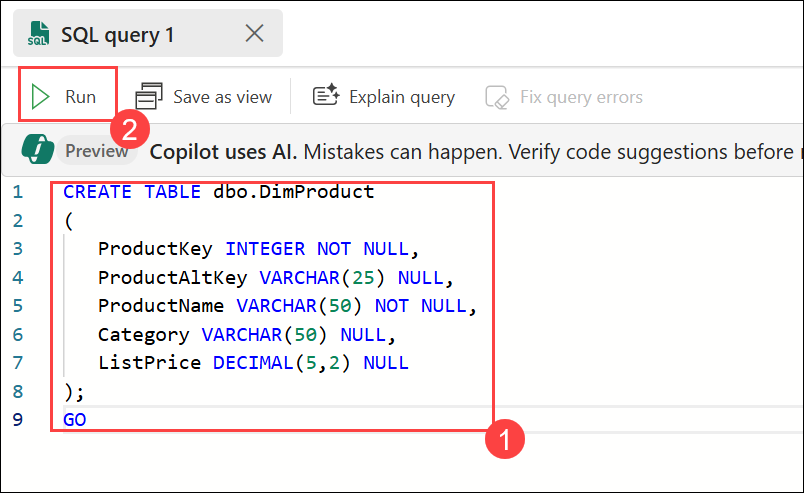 SQL query 1
SQL
Run Save as view Explain query Fix query errors
2
Preview Copilot uses AI. Mistakes can happen. Verify code suggestions before
1 CREATE TABLE dbo.DimProduct
2 (
3 ProductKey INTEGER NOT NULL,
4 ProductAltKey VARCHAR(25) NULL,
5 ProductName VARCHAR(50) NOT NULL,
6 Category VARCHAR(50) NULL,
7 ListPrice DECIMAL(5,2) NULL
8 );
9 GO
1